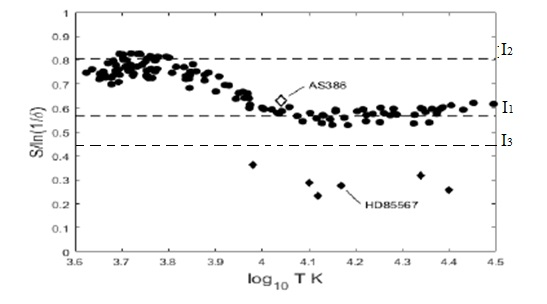 1
0.9
0.8
0.7
0.6
0.5
0.4
0.3
0.2
0.1
0
S/ln(1/δ)
I₂
I₁
I₃
AS386
HD85567
3.6 3.7 3.8 3.9 4 4.1 4.2 4.3 4.4 4.5
log₁₀ T K